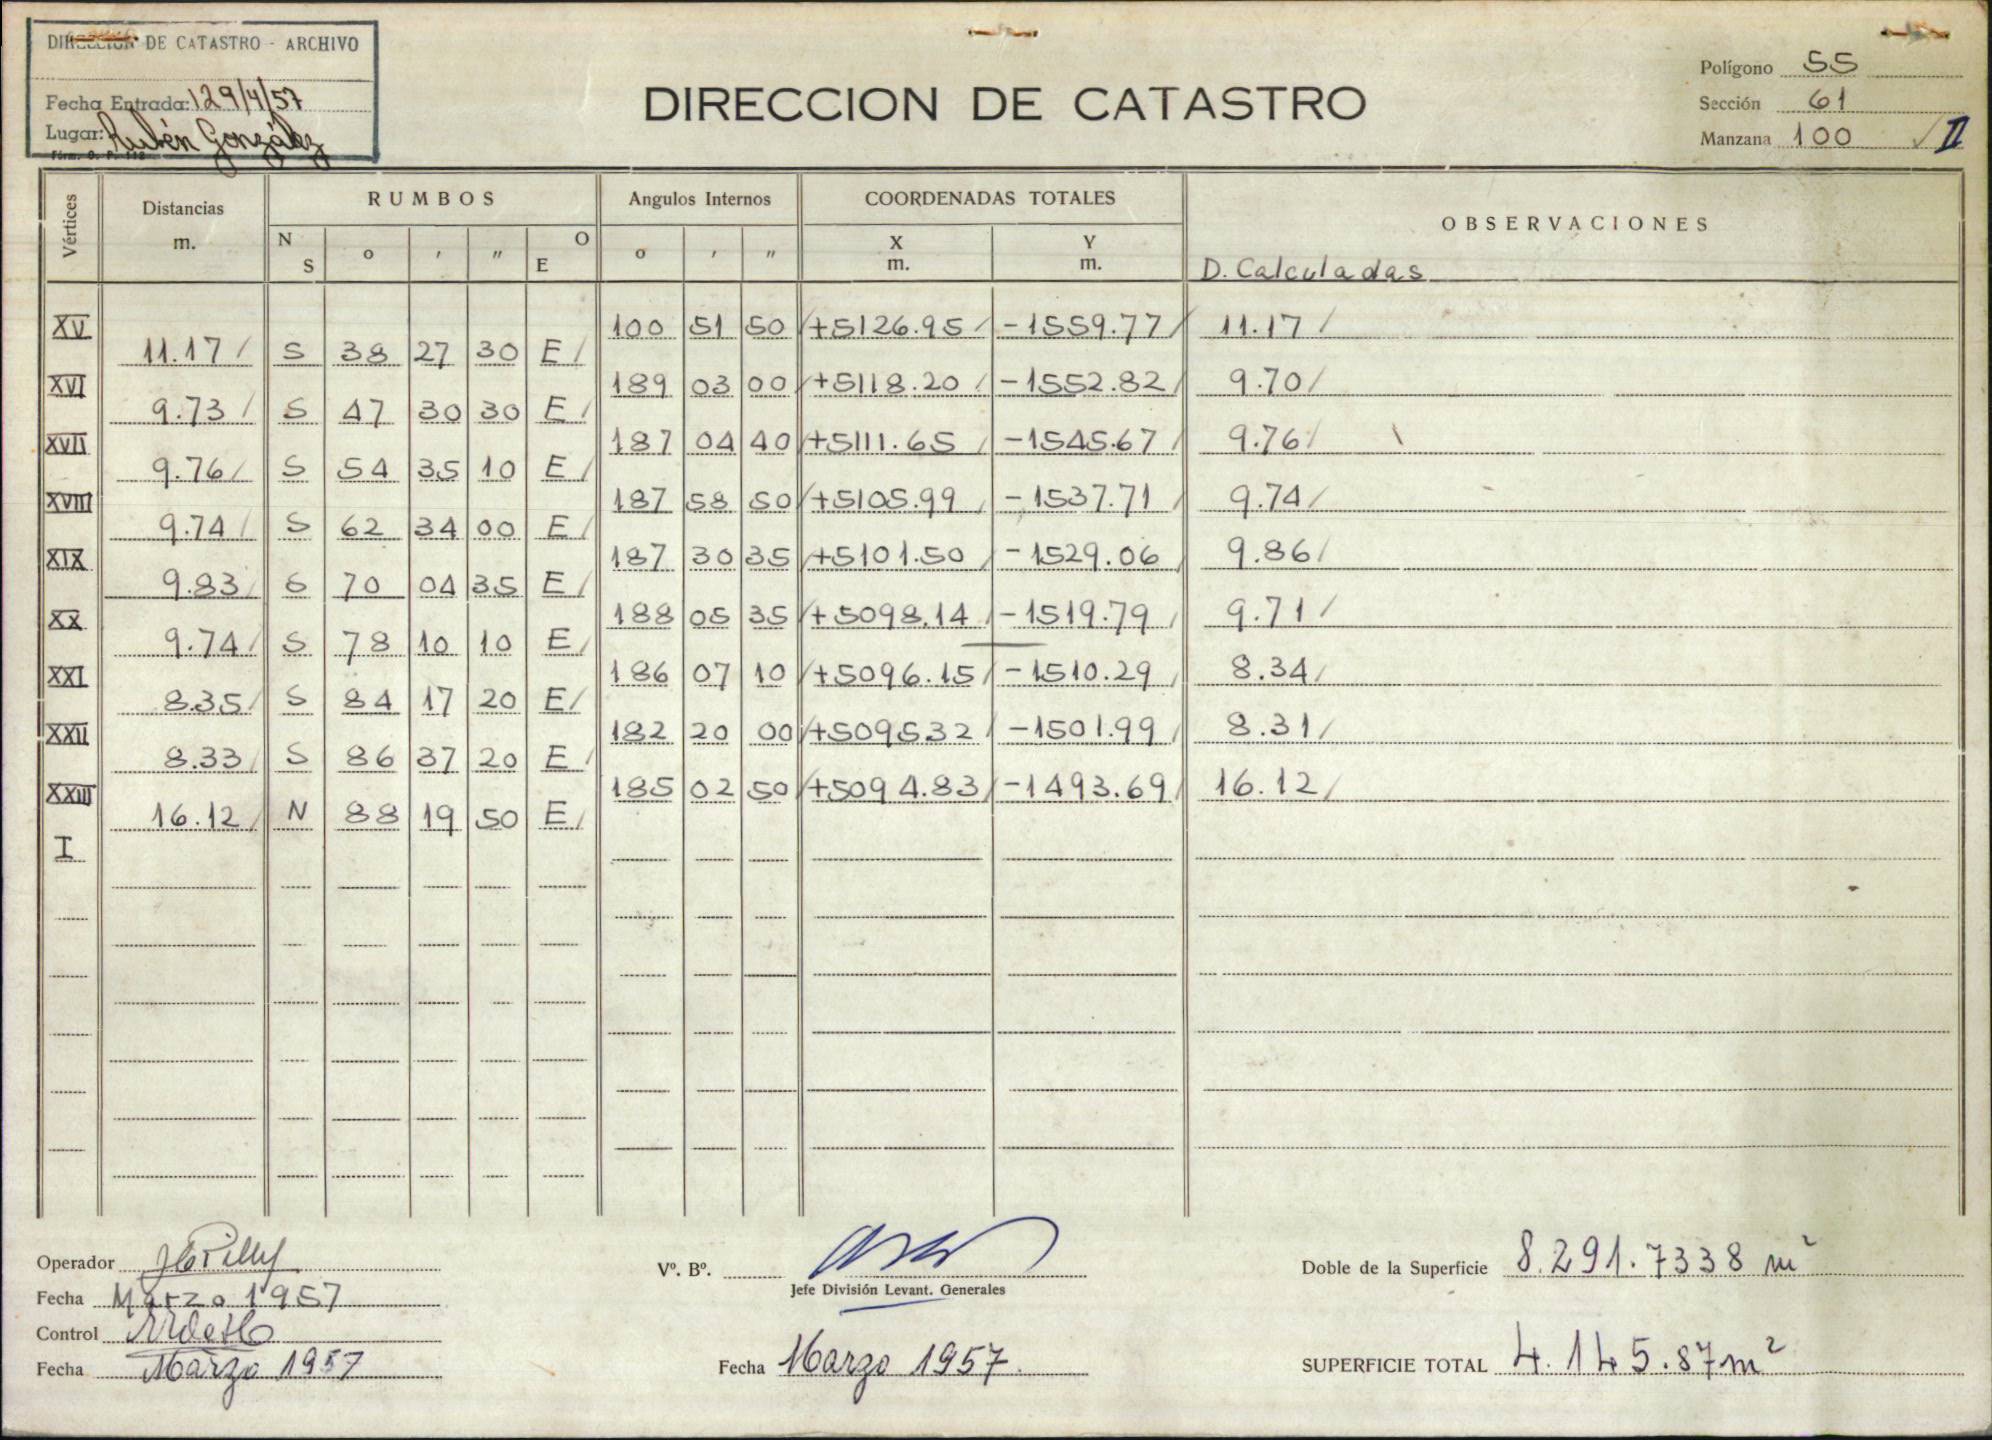 DIRECCIÓN DE CATASTRO - ARCHIVO
Fecha Entrada: 129/4/57
Lugar: Rubén González
Fórm. O. P. 112
DIRECCION DE CATASTRO
Polígono 55
Sección 61
Manzana 100 ✓ II
Vértices Distancias m. RUMBOS Angulos Internos COORDENADAS TOTALES OBSERVACIONES
N S ° ' " O E ° ' " X m. Y m. D. Calculadas
XV 100 51 50 +5126.95 -1559.77 11.17
11.17 S 38 27 30 E
XVI 189 03 00 +5118.20 -1552.82 9.70
9.73 S 47 30 30 E
XVII 187 04 40 +5111.65 -1545.67 9.76
9.76 S 54 35 10 E
XVIII 187 58 50 +5105.99 -1537.71 9.74
9.74 S 62 34 00 E
XIX 187 30 35 +5101.50 -1529.06 9.86
9.83 S 70 04 35 E
XX 188 05 35 +5098.14 -1519.79 9.71
9.74 S 78 10 10 E
XXI 186 07 10 +5096.15 -1510.29 8.34
8.35 S 84 17 20 E
XXII 182 20 00 +509532 -1501.99 8.31
8.33 S 86 37 20 E
XXIII 185 02 50 +5094.83 -1493.69 16.12
16.12 N 88 19 50 E
I
Operador
Fecha Marzo 1957
Control
Fecha Marzo 1957
Vº. Bº.
Jefe División Levant. Generales
Fecha Marzo 1957.
Doble de la Superficie 8.291.7338 m²
SUPERFICIE TOTAL 4.145.87 m²